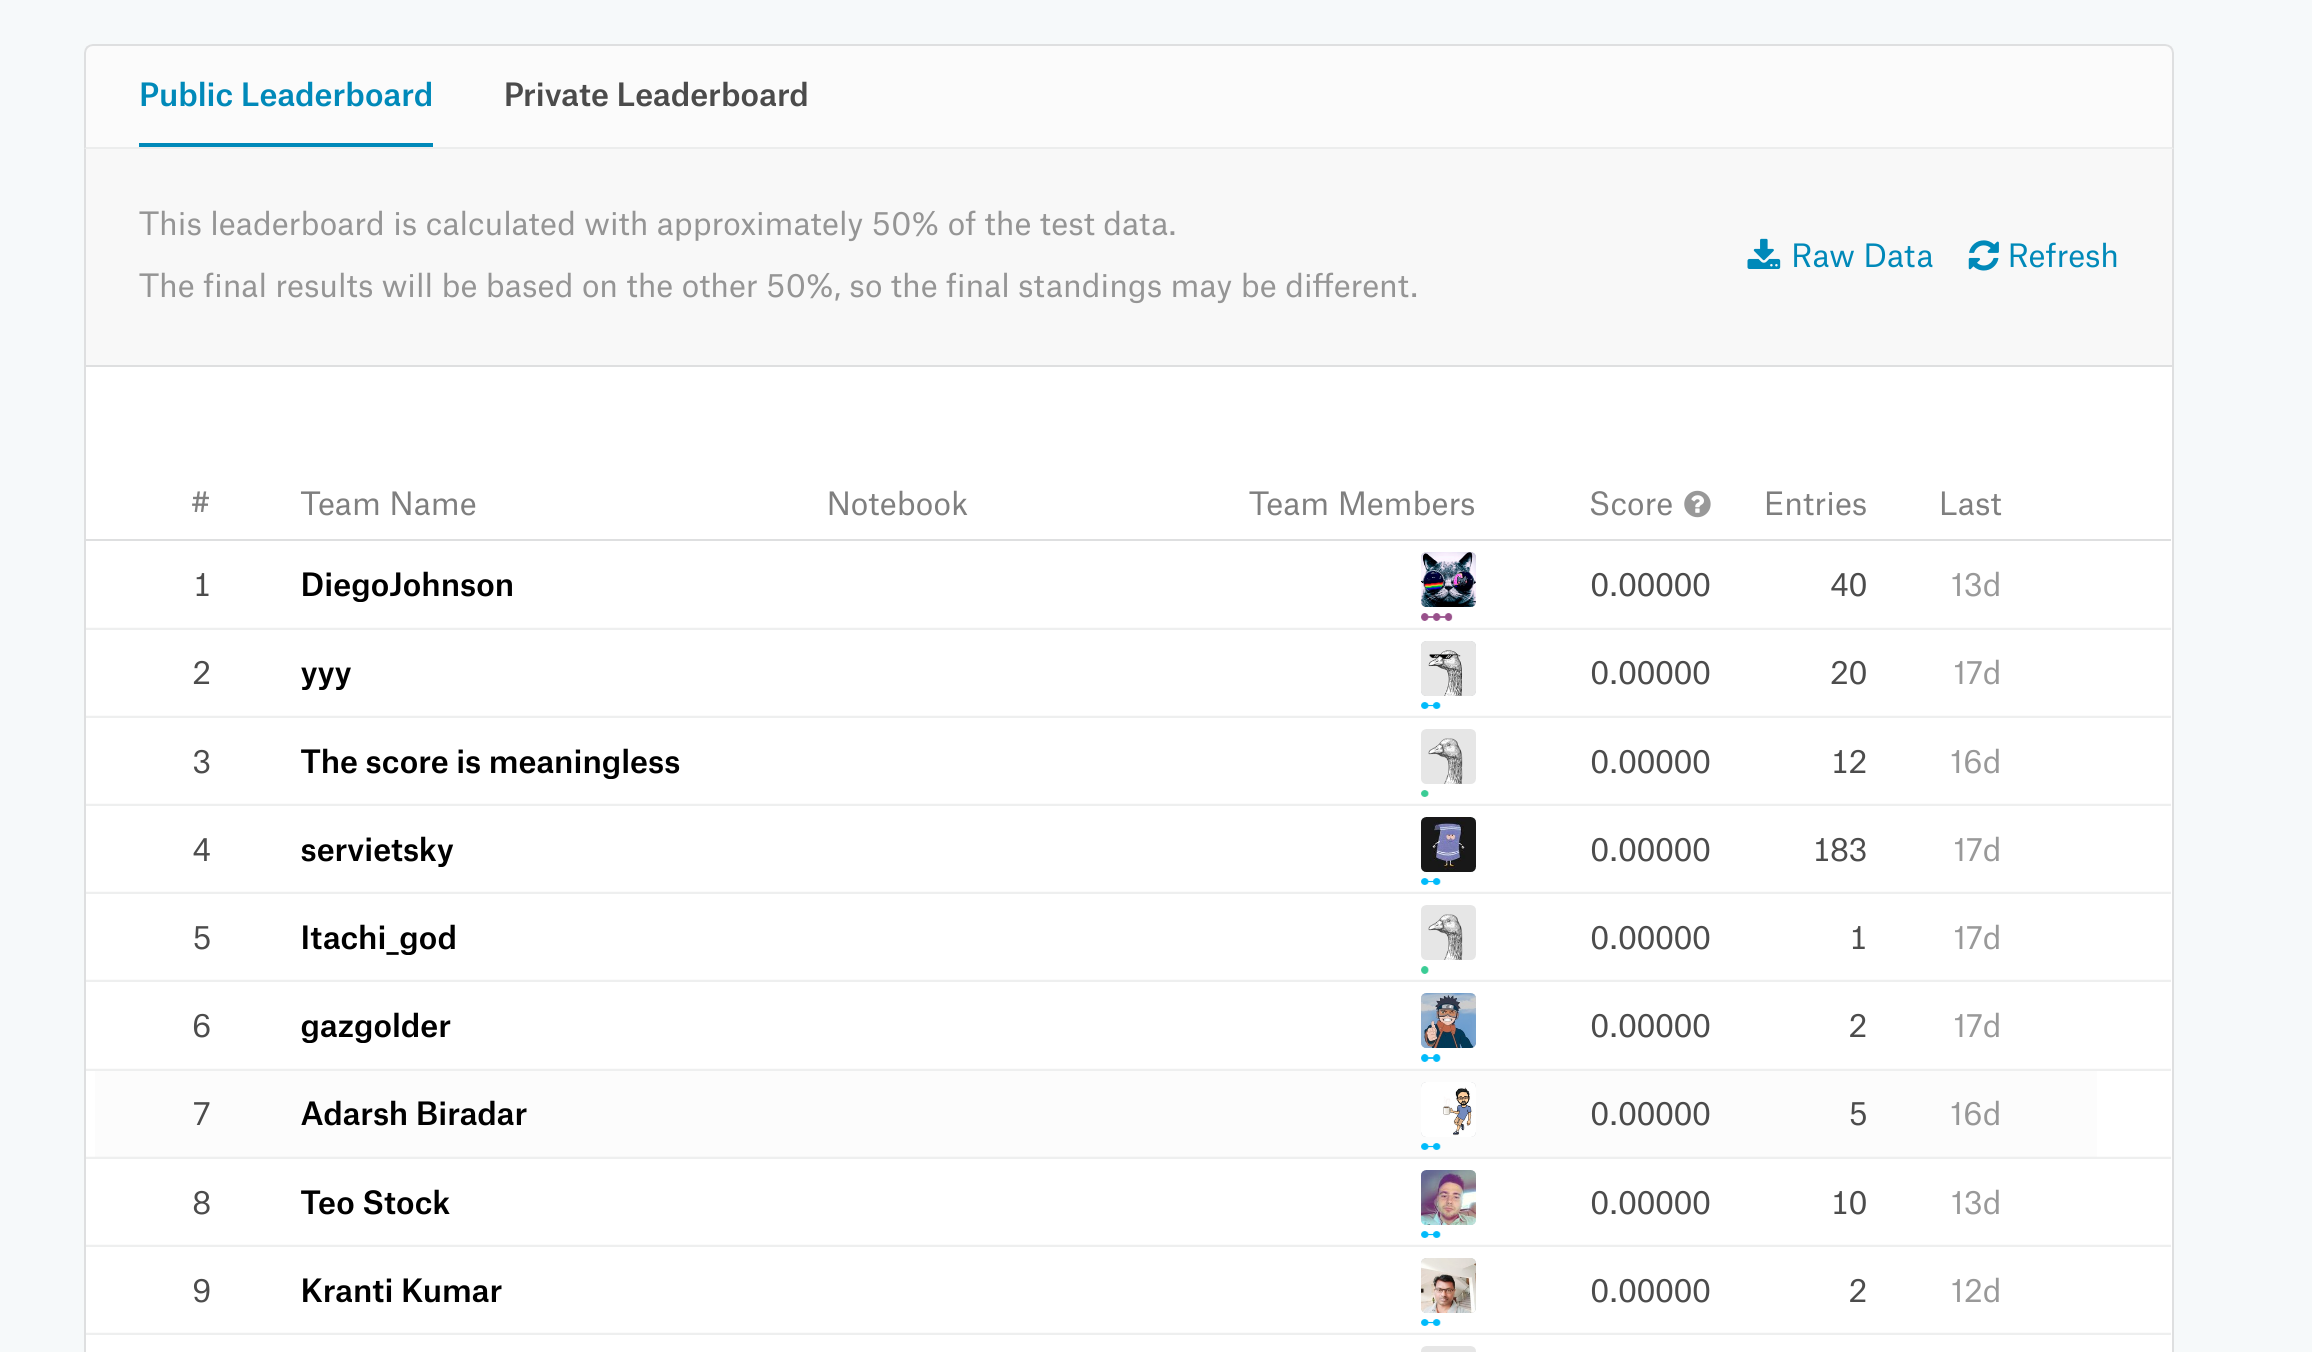 Public Leaderboard Private Leaderboard
This leaderboard is calculated with approximately 50% of the test data.
The final results will be based on the other 50%, so the final standings may be different.
Raw Data Refresh
# Team Name Notebook Team Members Score ? Entries Last
1 DiegoJohnson 0.00000 40 13d
2 yyy 0.00000 20 17d
3 The score is meaningless 0.00000 12 16d
4 servietsky 0.00000 183 17d
5 Itachi_god 0.00000 1 17d
6 gazgolder 0.00000 2 17d
7 Adarsh Biradar 0.00000 5 16d
8 Teo Stock 0.00000 10 13d
9 Kranti Kumar 0.00000 2 12d